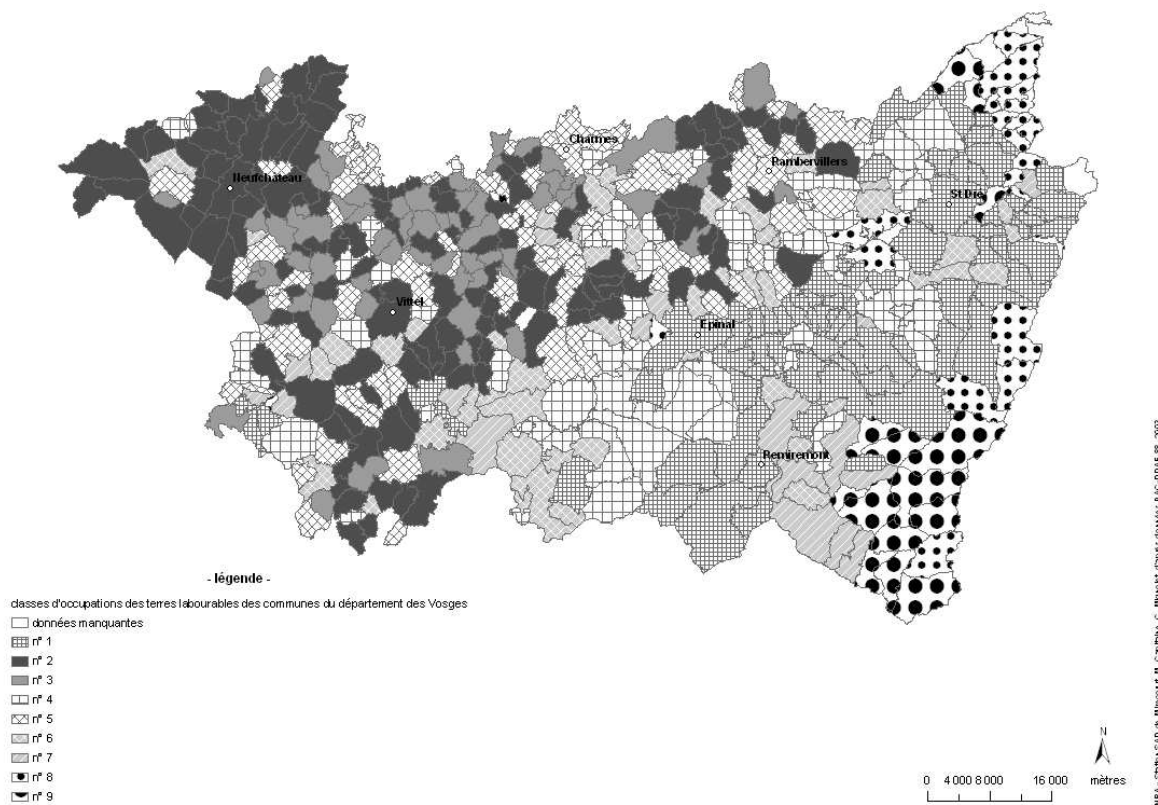 Charmes
Rambervillers
Neufchâteau
St Dié
Vittel
Epinal
Remiremont
- légende -
classes d'occupations des terres labourables des communes du département des Vosges
données manquantes
n° 1
n° 2
n° 3
n° 4
n° 5
n° 6
n° 7
n° 8
n° 9
N
0 4 000 8 000 16 000 mètres